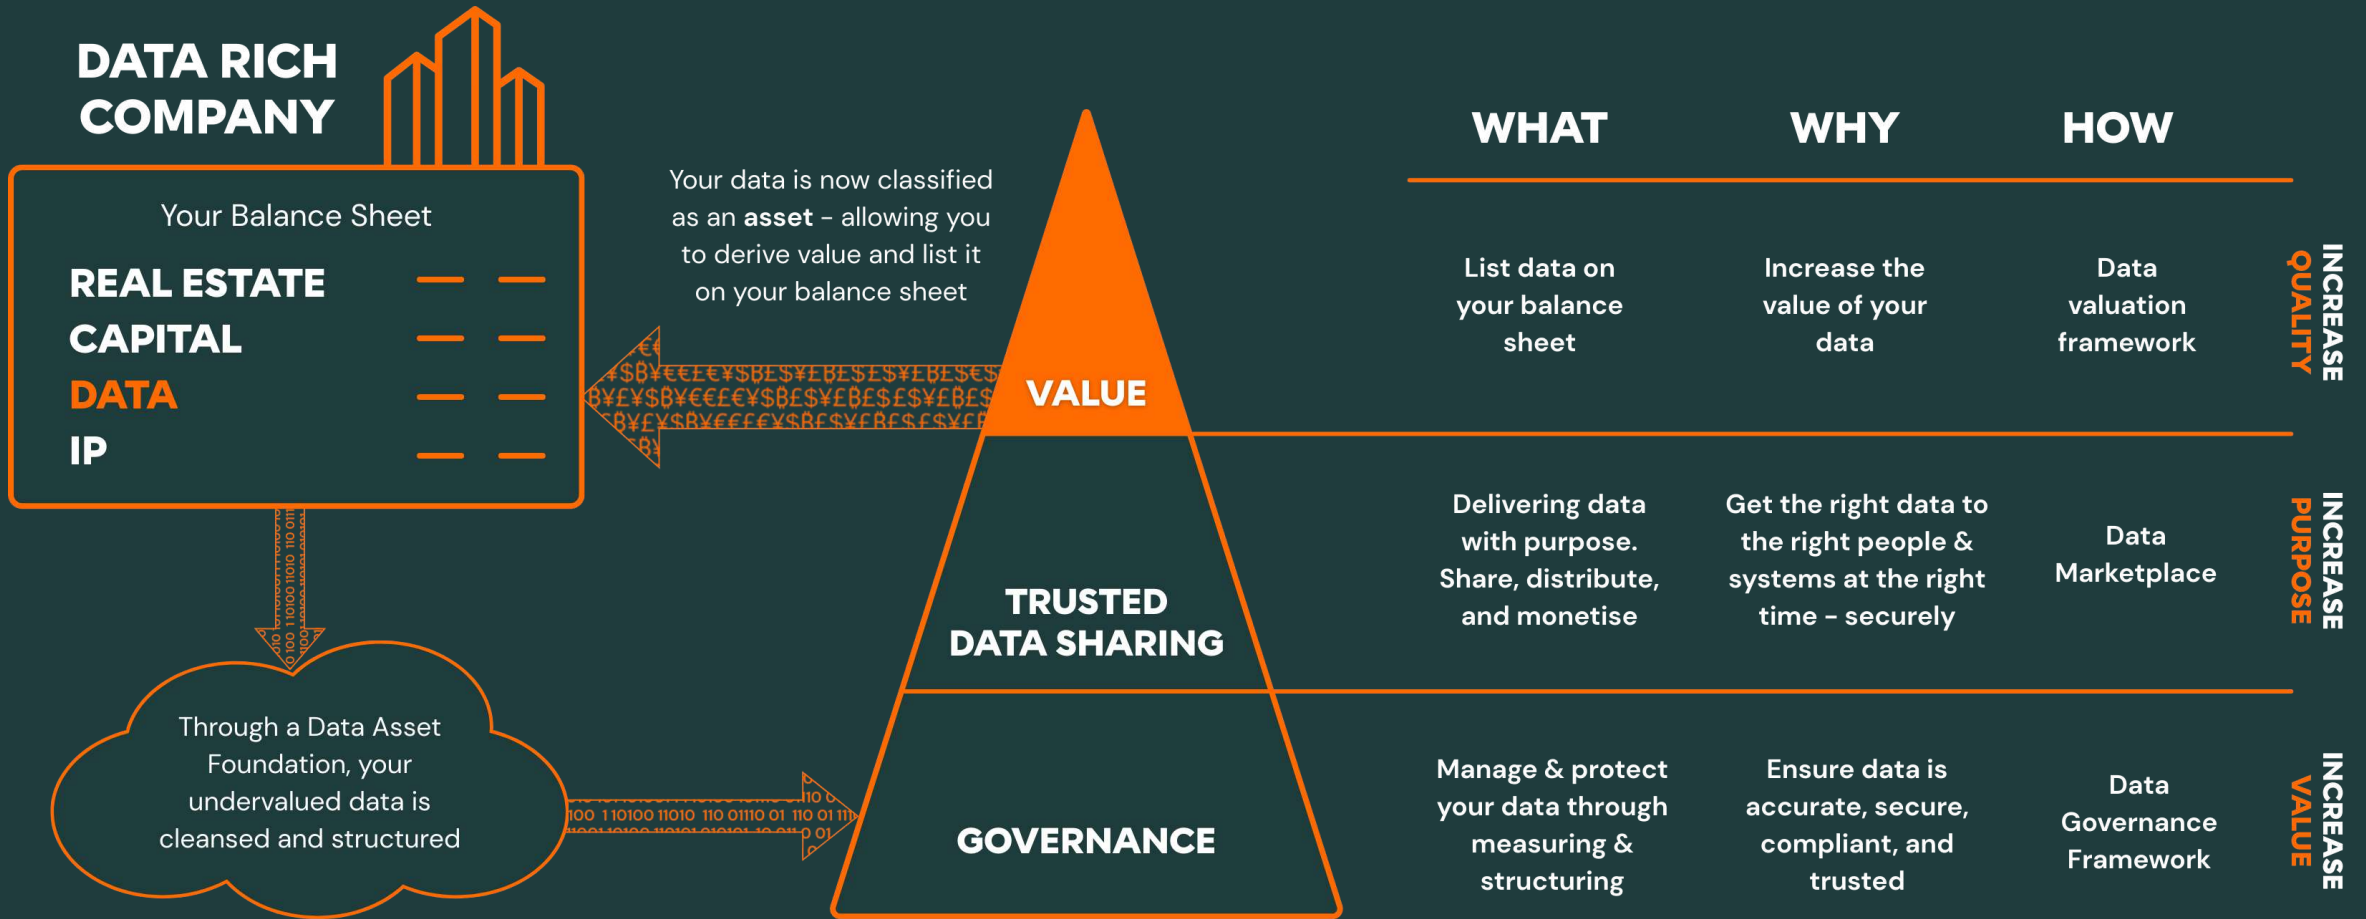 DATA RICH
COMPANY
Your Balance Sheet
REAL ESTATE
CAPITAL
DATA
IP
Through a Data Asset
Foundation, your
undervalued data is
cleansed and structured
Your data is now classified
as an asset - allowing you
to derive value and list it
on your balance sheet
VALUE
TRUSTED
DATA SHARING
GOVERNANCE
WHAT
WHY
HOW
List data on
your balance
sheet
Increase the
value of your
data
Data
valuation
framework
INCREASE
QUALITY
Delivering data
with purpose.
Share, distribute,
and monetise
Get the right data to
the right people &
systems at the right
time - securely
Data
Marketplace
INCREASE
PURPOSE
Manage & protect
your data through
measuring &
structuring
Ensure data is
accurate, secure,
compliant, and
trusted
Data
Governance
Framework
INCREASE
VALUE